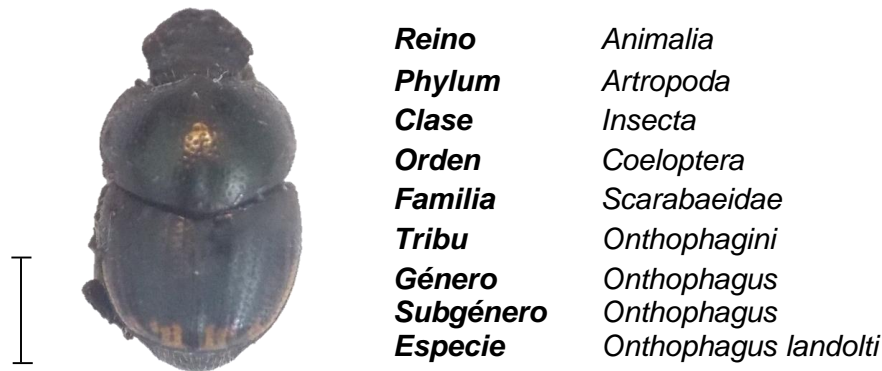 Reino Animalia
Phylum Artropoda
Clase Insecta
Orden Coeloptera
Familia Scarabaeidae
Tribu Onthophagini
Género Onthophagus
Subgénero Onthophagus
Especie Onthophagus landolti